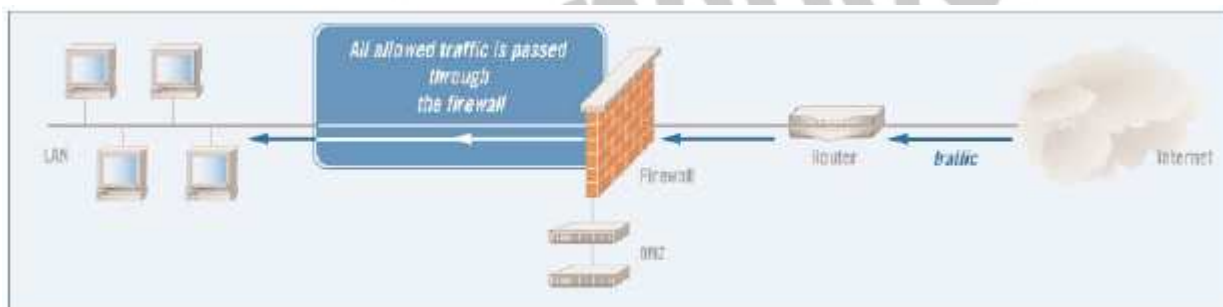 All allowed traffic is passed
through
the firewall
LAN
Firewall
DMZ
Router
traffic
Internet